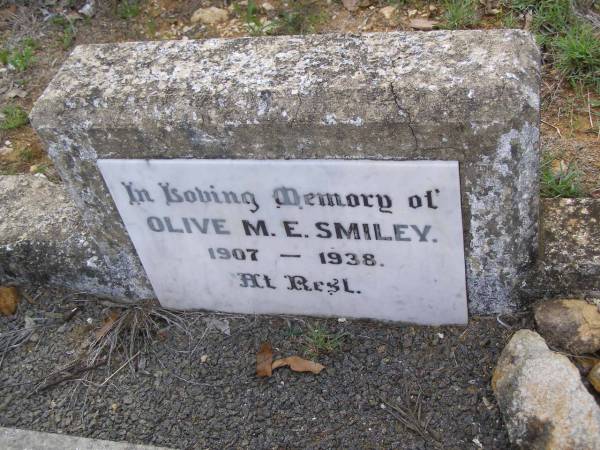 In Loving Memory of
OLIVE M. E. SMILEY.
1907 — 1938.
At Rest.